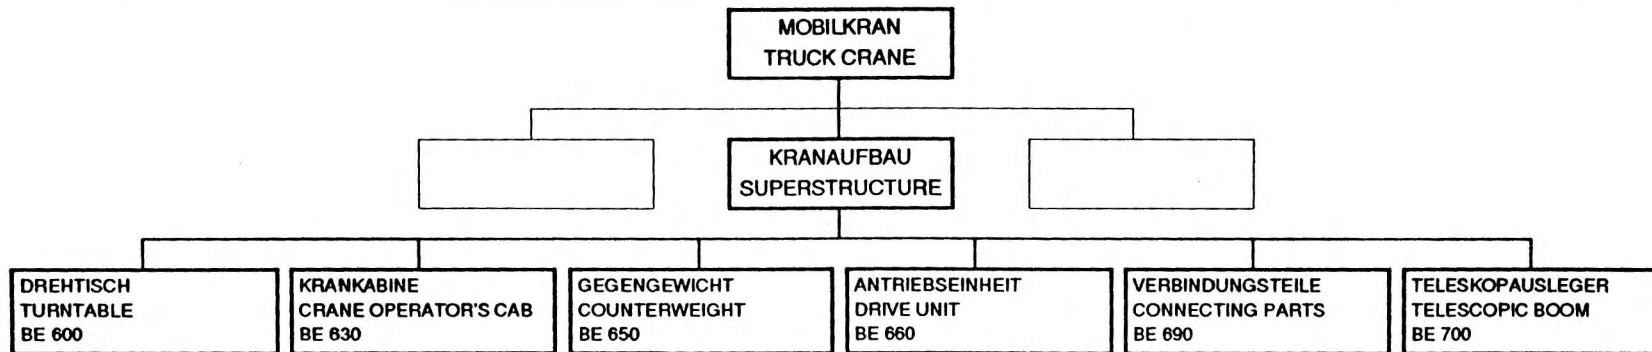 MOBILKRAN
TRUCK CRANE
KRANAUFBAU
SUPERSTRUCTURE
DREHTISCH
TURNTABLE
BE 600
KRANKABINE
CRANE OPERATOR'S CAB
BE 630
GEGENGEWICHT
COUNTERWEIGHT
BE 650
ANTRIEBSEINHEIT
DRIVE UNIT
BE 660
VERBINDUNGSTEILE
CONNECTING PARTS
BE 690
TELESKOPAUSLEGER
TELESCOPIC BOOM
BE 700